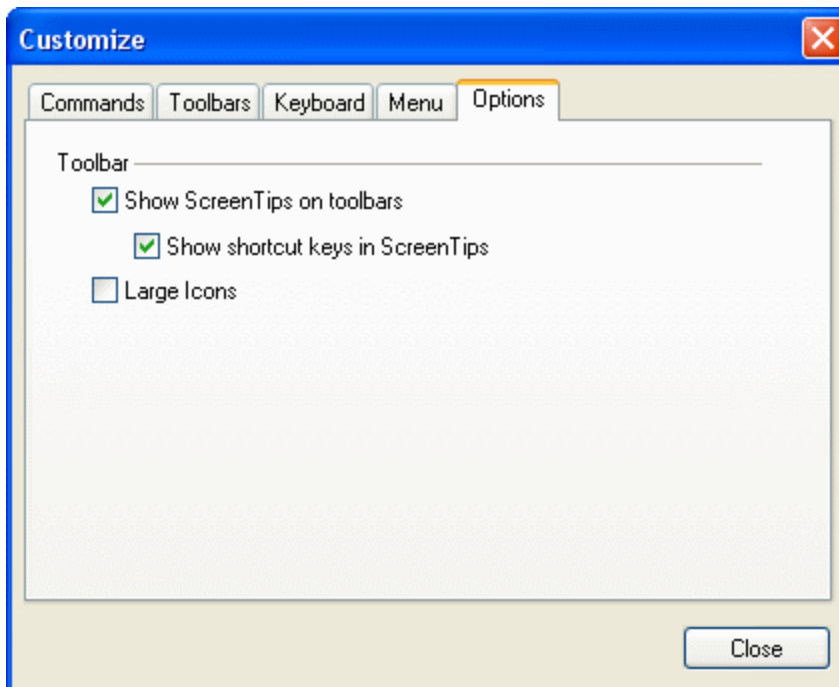 Customize
Commands Toolbars Keyboard Menu Options
Toolbar
Show ScreenTips on toolbars
Show shortcut keys in ScreenTips
Large Icons
Close